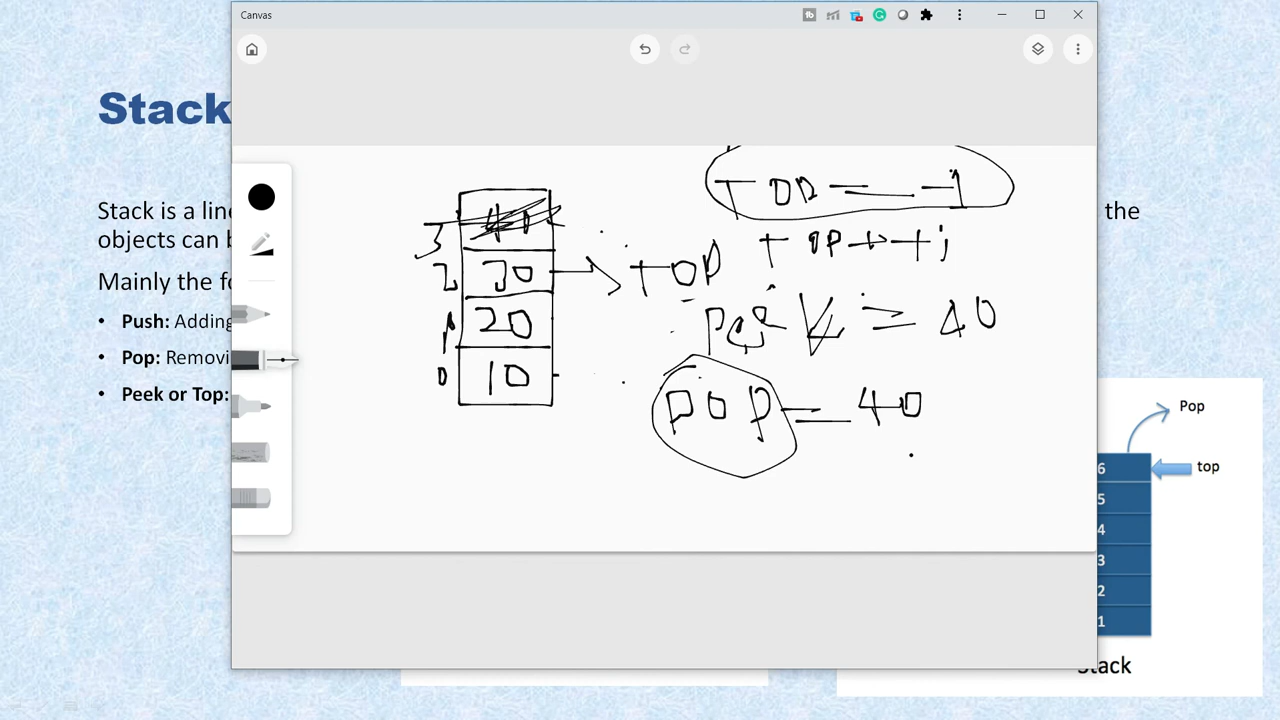 Canvas
Stack
Stack is a line
the
objects can b
Mainly the fo
• Push: Adding
• Pop: Removi
• Peek or Top:
TOP = -1
TOP++;
3 40
2 30 → TOP
1 20
0 10
Peek = 40
POP = 40
Pop
6 top
5
4
3
2
1
Stack